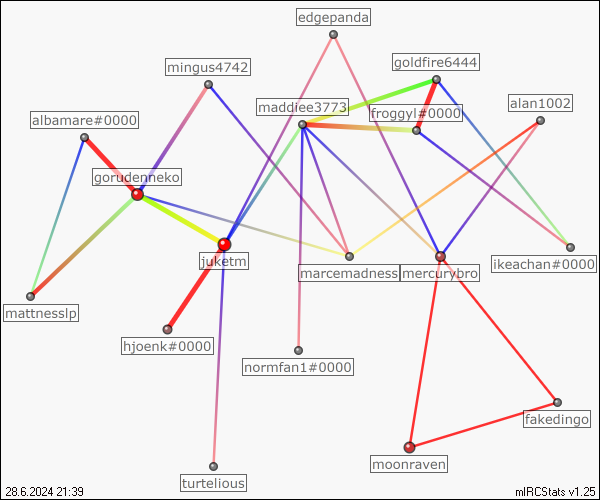 edgepanda
goldfire6444
mingus4742
maddiee3773
froggyl#0000
alan1002
albamare#0000
gorudenneko
juketm
marcemadness
mercurybro
ikeachan#0000
mattnesslp
hjoenk#0000
normfan1#0000
fakedingo
moonraven
turtelious
28.6.2024 21:39
mIRCStats v1.25